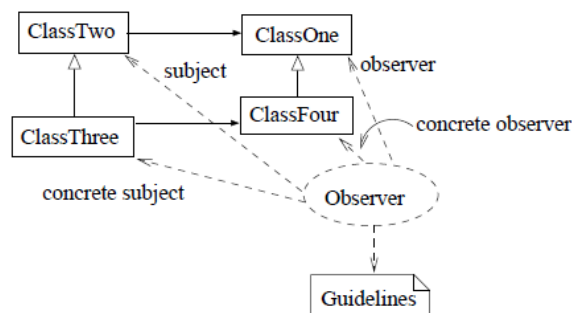 ClassTwo
ClassOne
subject
observer
ClassThree
ClassFour
concrete observer
concrete subject
Observer
Guidelines